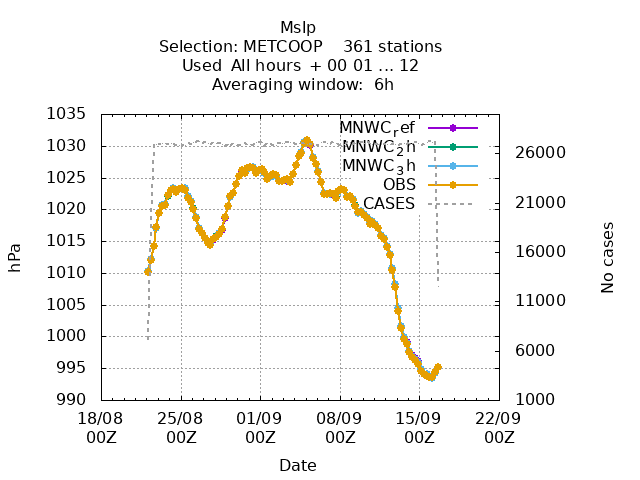 Mslp
Selection: METCOOP    361 stations
Used  All hours  + 00 01 ... 12
Averaging window:  6h
MNWC_ref
MNWC_2h
MNWC_3h
OBS
CASES
1035
1030
1025
1020
1015
1010
1005
1000
995
990
hPa
26000
21000
16000
11000
6000
1000
No cases
18/08 25/08 01/09 08/09 15/09 22/09
00Z 00Z 00Z 00Z 00Z 00Z
Date